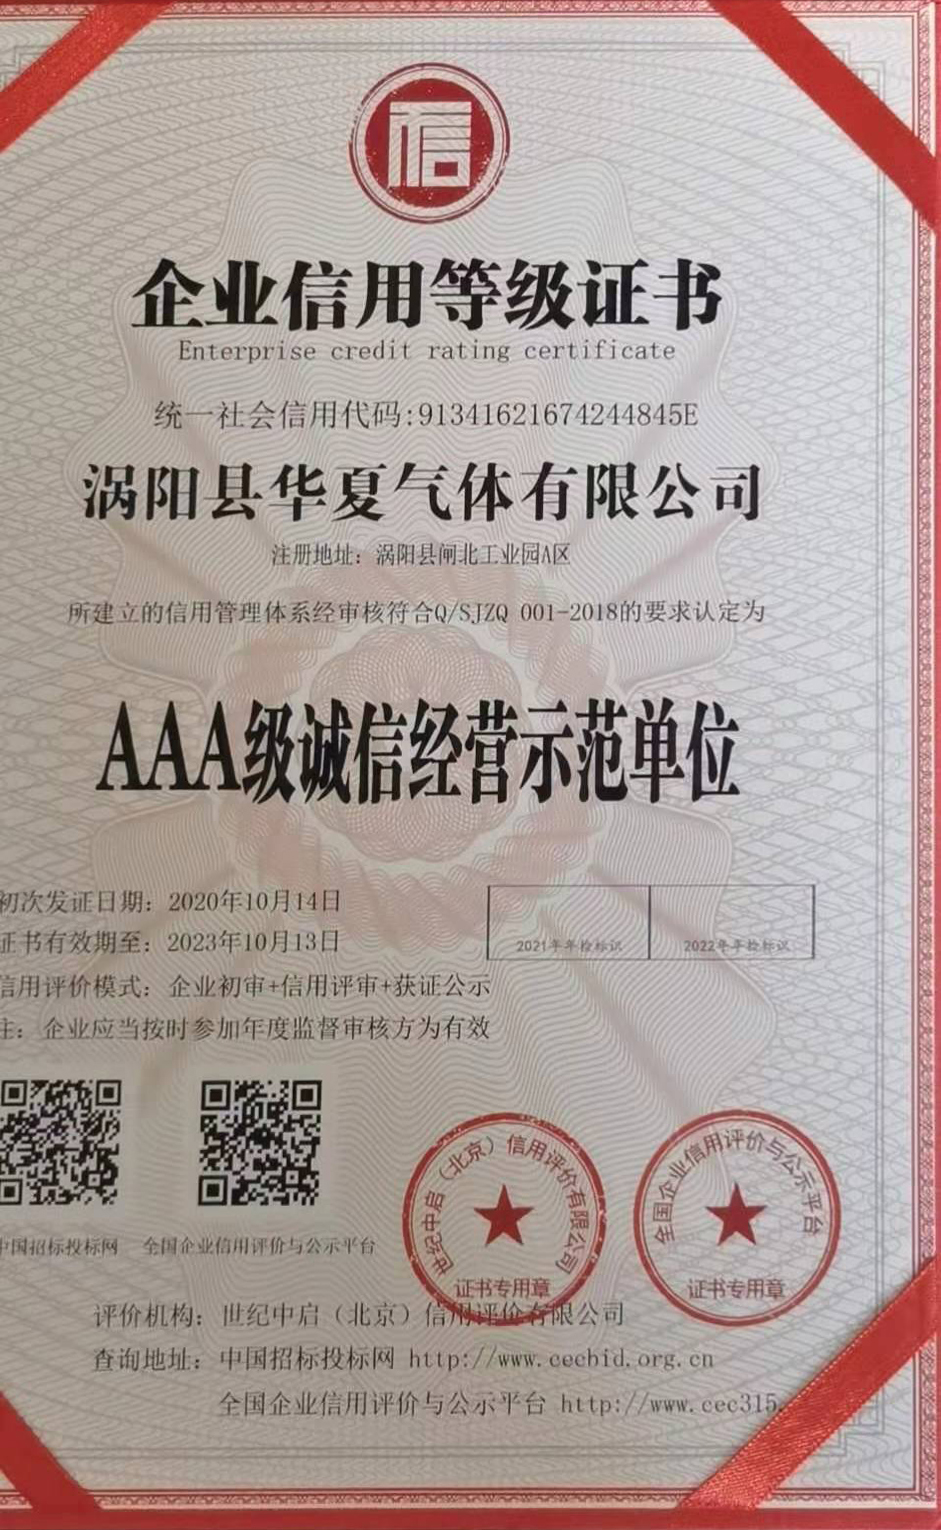 信
企业信用等级证书
Enterprise credit rating certificate
统一社会信用代码:91341621674244845E
涡阳县华夏气体有限公司
注册地址：涡阳县闸北工业园A区
所建立的信用管理体系经审核符合Q/SJZQ 001-2018的要求认定为
AAA级诚信经营示范单位
初次发证日期：2020年10月14日
证书有效期至：2023年10月13日
信用评价模式：企业初审+信用评审+获证公示
注：企业应当按时参加年度监督审核方为有效
2021年年检标识
2022年年检标识
中国招标投标网
全国企业信用评价与公示平台
世纪中启（北京）信用评价有限公司
证书专用章
全国企业信用评价与公示平台
证书专用章
评价机构：世纪中启（北京）信用评价有限公司
查询地址：中国招标投标网 http://www.cecbid.org.cn
全国企业信用评价与公示平台 http://www.cec315.